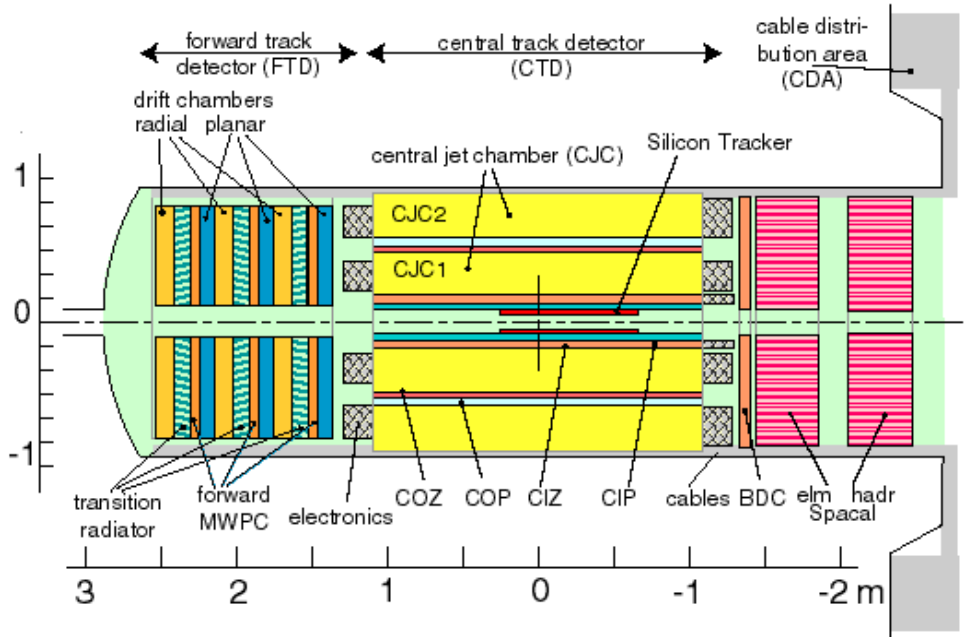 forward track
detector (FTD)
central track detector
(CTD)
cable distri-
bution area
(CDA)
drift chambers
radial planar
central jet chamber (CJC)
Silicon Tracker
1
0
-1
CJC2
CJC1
transition
radiator
forward
MWPC
electronics
COZ
COP
CIZ
CIP
cables
BDC
elm
hadr
Spacal
3
2
1
0
-1
-2 m